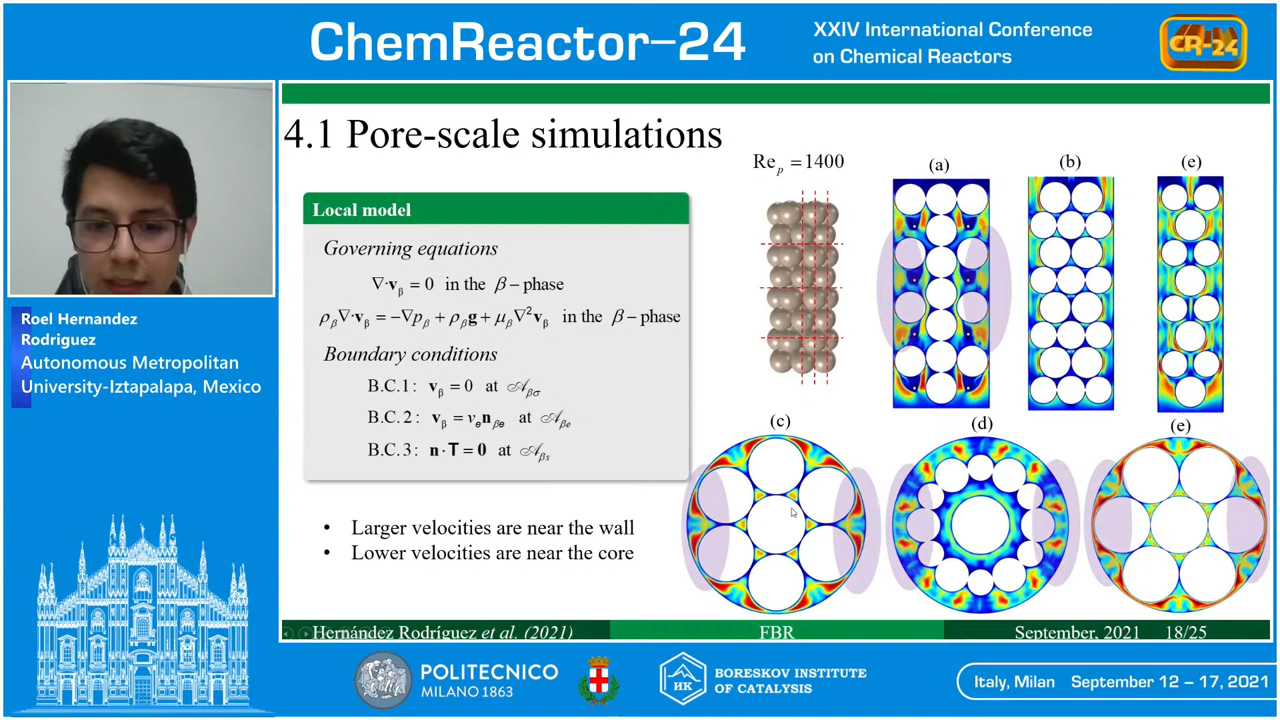 ChemReactor–24
XXIV International Conference
on Chemical Reactors
CR-24
4.1 Pore-scale simulations
Re_p = 1400
(a)
(b)
(e)
Local model
Governing equations
∇·v_β = 0 in the β – phase
ρ_β∇·v_β = −∇p_β + ρ_βg + μ_β∇²v_β in the β – phase
Boundary conditions
B.C.1: v_β = 0 at 𝒜_βσ
B.C.2: v_β = v_e n_βe at 𝒜_βe
B.C.3: n·T = 0 at 𝒜_βs
(c)
(d)
(e)
• Larger velocities are near the wall
• Lower velocities are near the core
Roel Hernandez
Rodriguez
Autonomous Metropolitan
University-Iztapalapa, Mexico
Hernández Rodríguez et al. (2021)
FBR
September, 2021 18/25
POLITECNICO
MILANO 1863
НК
BORESKOV INSTITUTE
OF CATALYSIS
Italy, Milan September 12 – 17, 2021